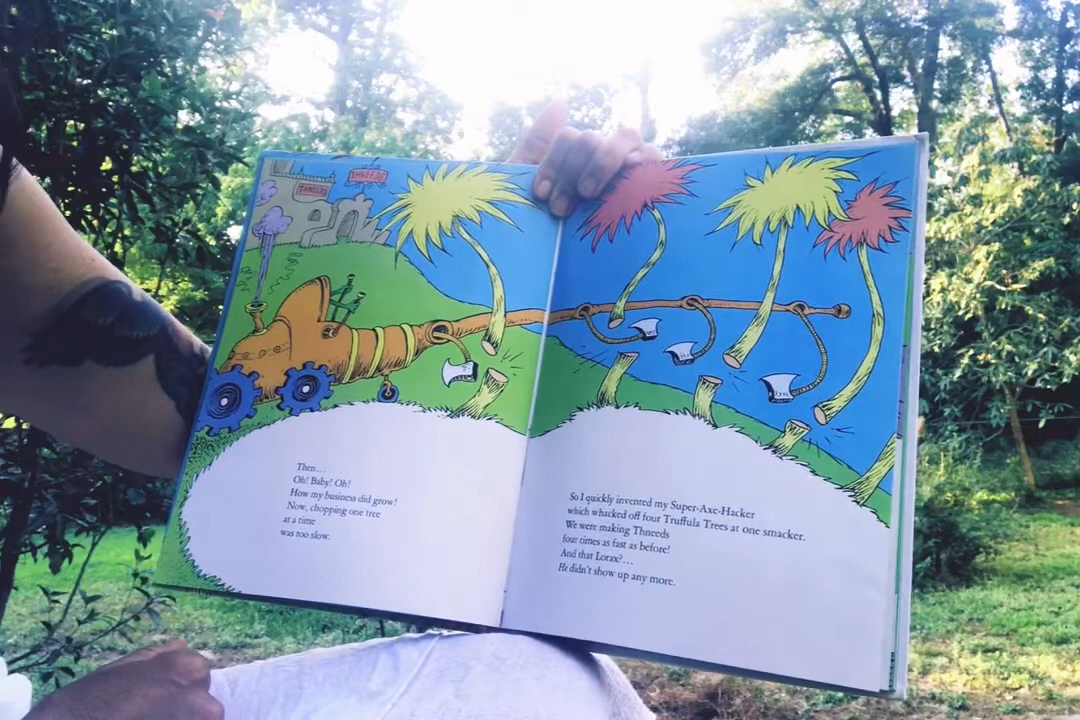 THNEEDS
THNEEDS
Then…
Oh! Baby! Oh!
How my business did grow!
Now, chopping one tree
at a time
was too slow.
So I quickly invented my Super-Axe-Hacker
which whacked off four Truffula Trees at one smacker.
We were making Thneeds
four times as fast as before!
And that Lorax?…
He didn't show up any more.